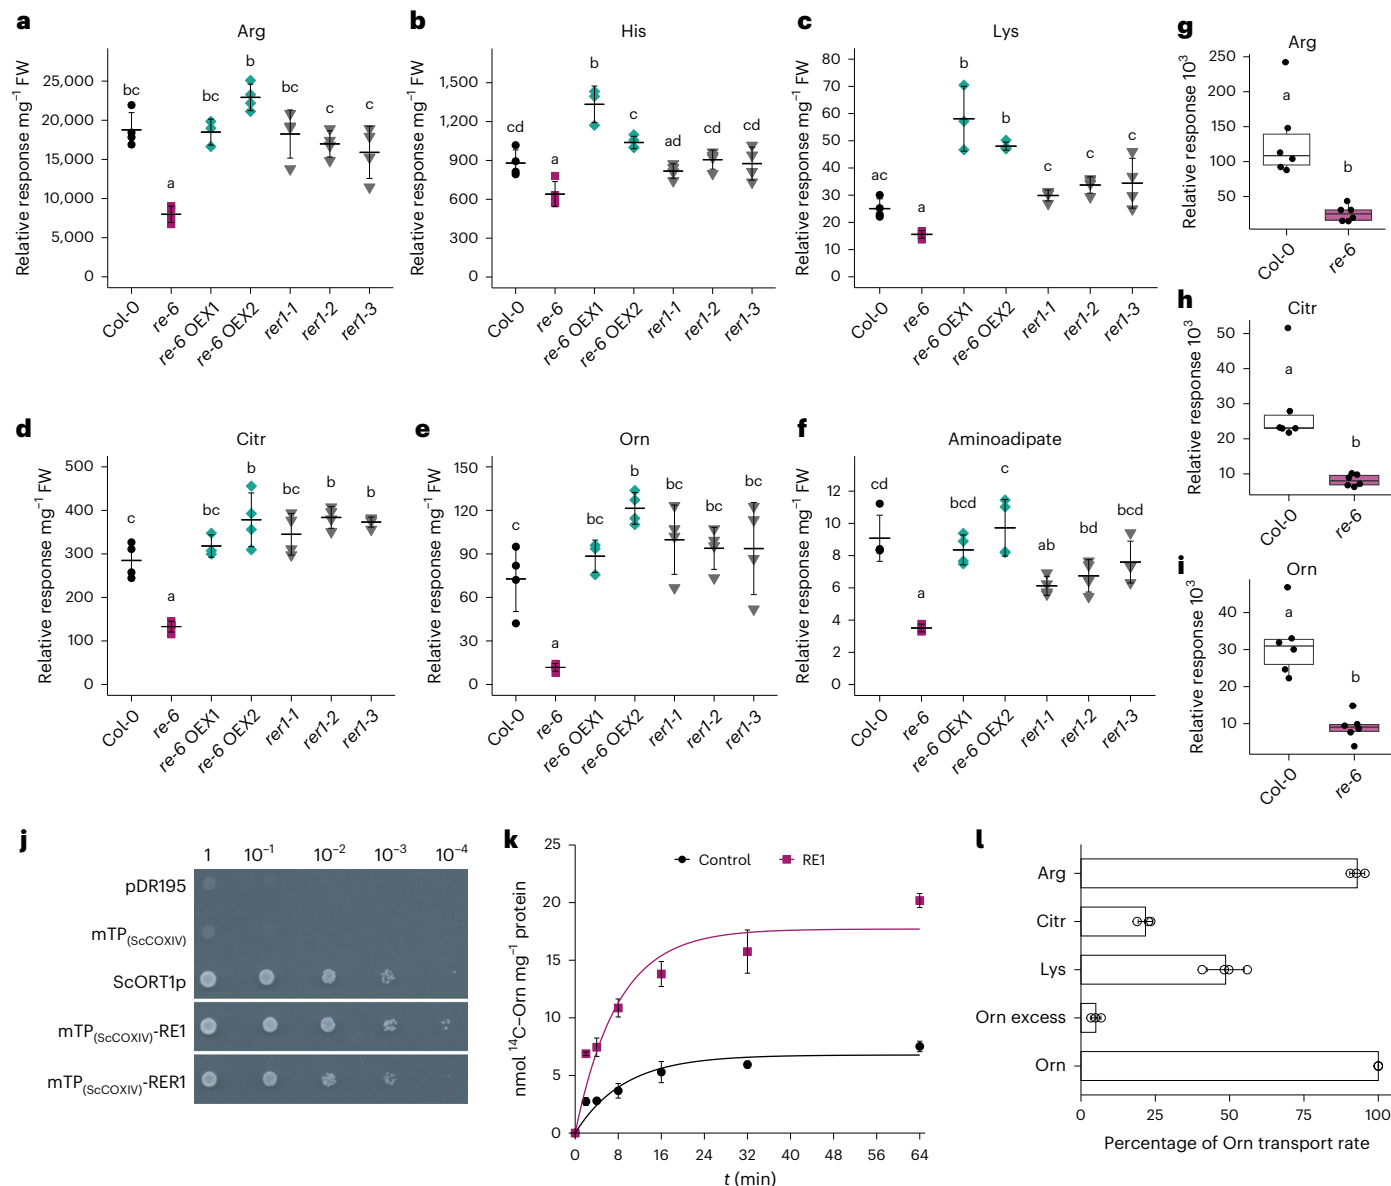 a
Arg
Relative response mg⁻¹ FW
25,000
20,000
15,000
10,000
5,000
0
bc
a
bc
b
bc
c
c
Col-0
re-6
re-6 OEX1
re-6 OEX2
rer1-1
rer1-2
rer1-3
b
His
Relative response mg⁻¹ FW
1,500
1,200
900
600
300
0
cd
a
b
c
ad
cd
cd
Col-0
re-6
re-6 OEX1
re-6 OEX2
rer1-1
rer1-2
rer1-3
c
Lys
Relative response mg⁻¹ FW
80
70
60
50
40
30
20
10
0
ac
a
b
b
c
c
c
Col-0
re-6
re-6 OEX1
re-6 OEX2
rer1-1
rer1-2
rer1-3
g
Arg
Relative response 10³
250
200
150
100
50
a
b
Col-0
re-6
h
Citr
Relative response 10³
50
40
30
20
10
a
b
Col-0
re-6
d
Citr
Relative response mg⁻¹ FW
500
400
300
200
100
0
c
a
bc
b
bc
b
b
Col-0
re-6
re-6 OEX1
re-6 OEX2
rer1-1
rer1-2
rer1-3
e
Orn
Relative response mg⁻¹ FW
150
120
90
60
30
0
c
a
bc
b
bc
bc
bc
Col-0
re-6
re-6 OEX1
re-6 OEX2
rer1-1
rer1-2
rer1-3
f
Aminoadipate
Relative response mg⁻¹ FW
12
10
8
6
4
2
0
cd
a
bcd
c
ab
bd
bcd
Col-0
re-6
re-6 OEX1
re-6 OEX2
rer1-1
rer1-2
rer1-3
i
Orn
Relative response 10³
40
30
20
10
a
b
Col-0
re-6
j
1 10⁻¹ 10⁻² 10⁻³ 10⁻⁴
pDR195
mTP(ScCOXIV)
ScORT1p
mTP(ScCOXIV)-RE1
mTP(ScCOXIV)-RER1
k
nmol ¹⁴C–Orn mg⁻¹ protein
25
20
15
10
5
0
Control
RE1
0 8 16 24 32 40 48 56 64
t (min)
l
Arg
Citr
Lys
Orn excess
Orn
0 25 50 75 100
Percentage of Orn transport rate